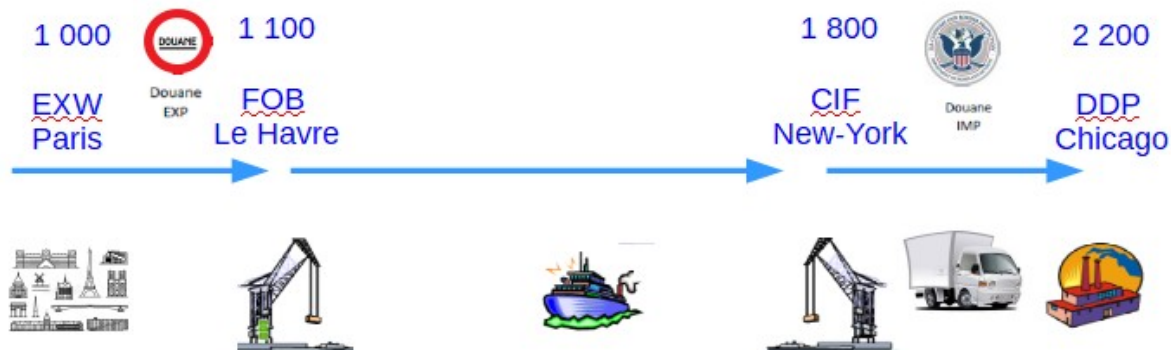 1 000
DOUANE
1 100
1 800
2 200
Douane
EXP
Douane
IMP
EXW
Paris
FOB
Le Havre
CIF
New-York
DDP
Chicago